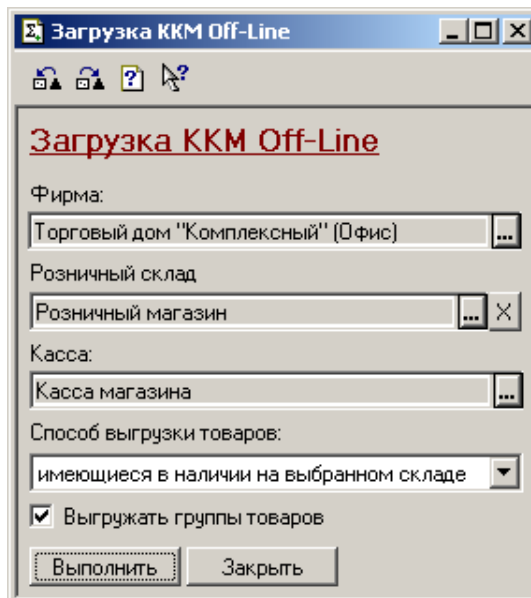 Загрузка ККМ Off-Line
Загрузка ККМ Off-Line
Фирма:
Торговый дом "Комплексный" (Офис)
...
Розничный склад
Розничный магазин
... X
Касса:
Касса магазина
...
Способ выгрузки товаров:
имеющиеся в наличии на выбранном складе
Выгружать группы товаров
Выполнить Закрыть